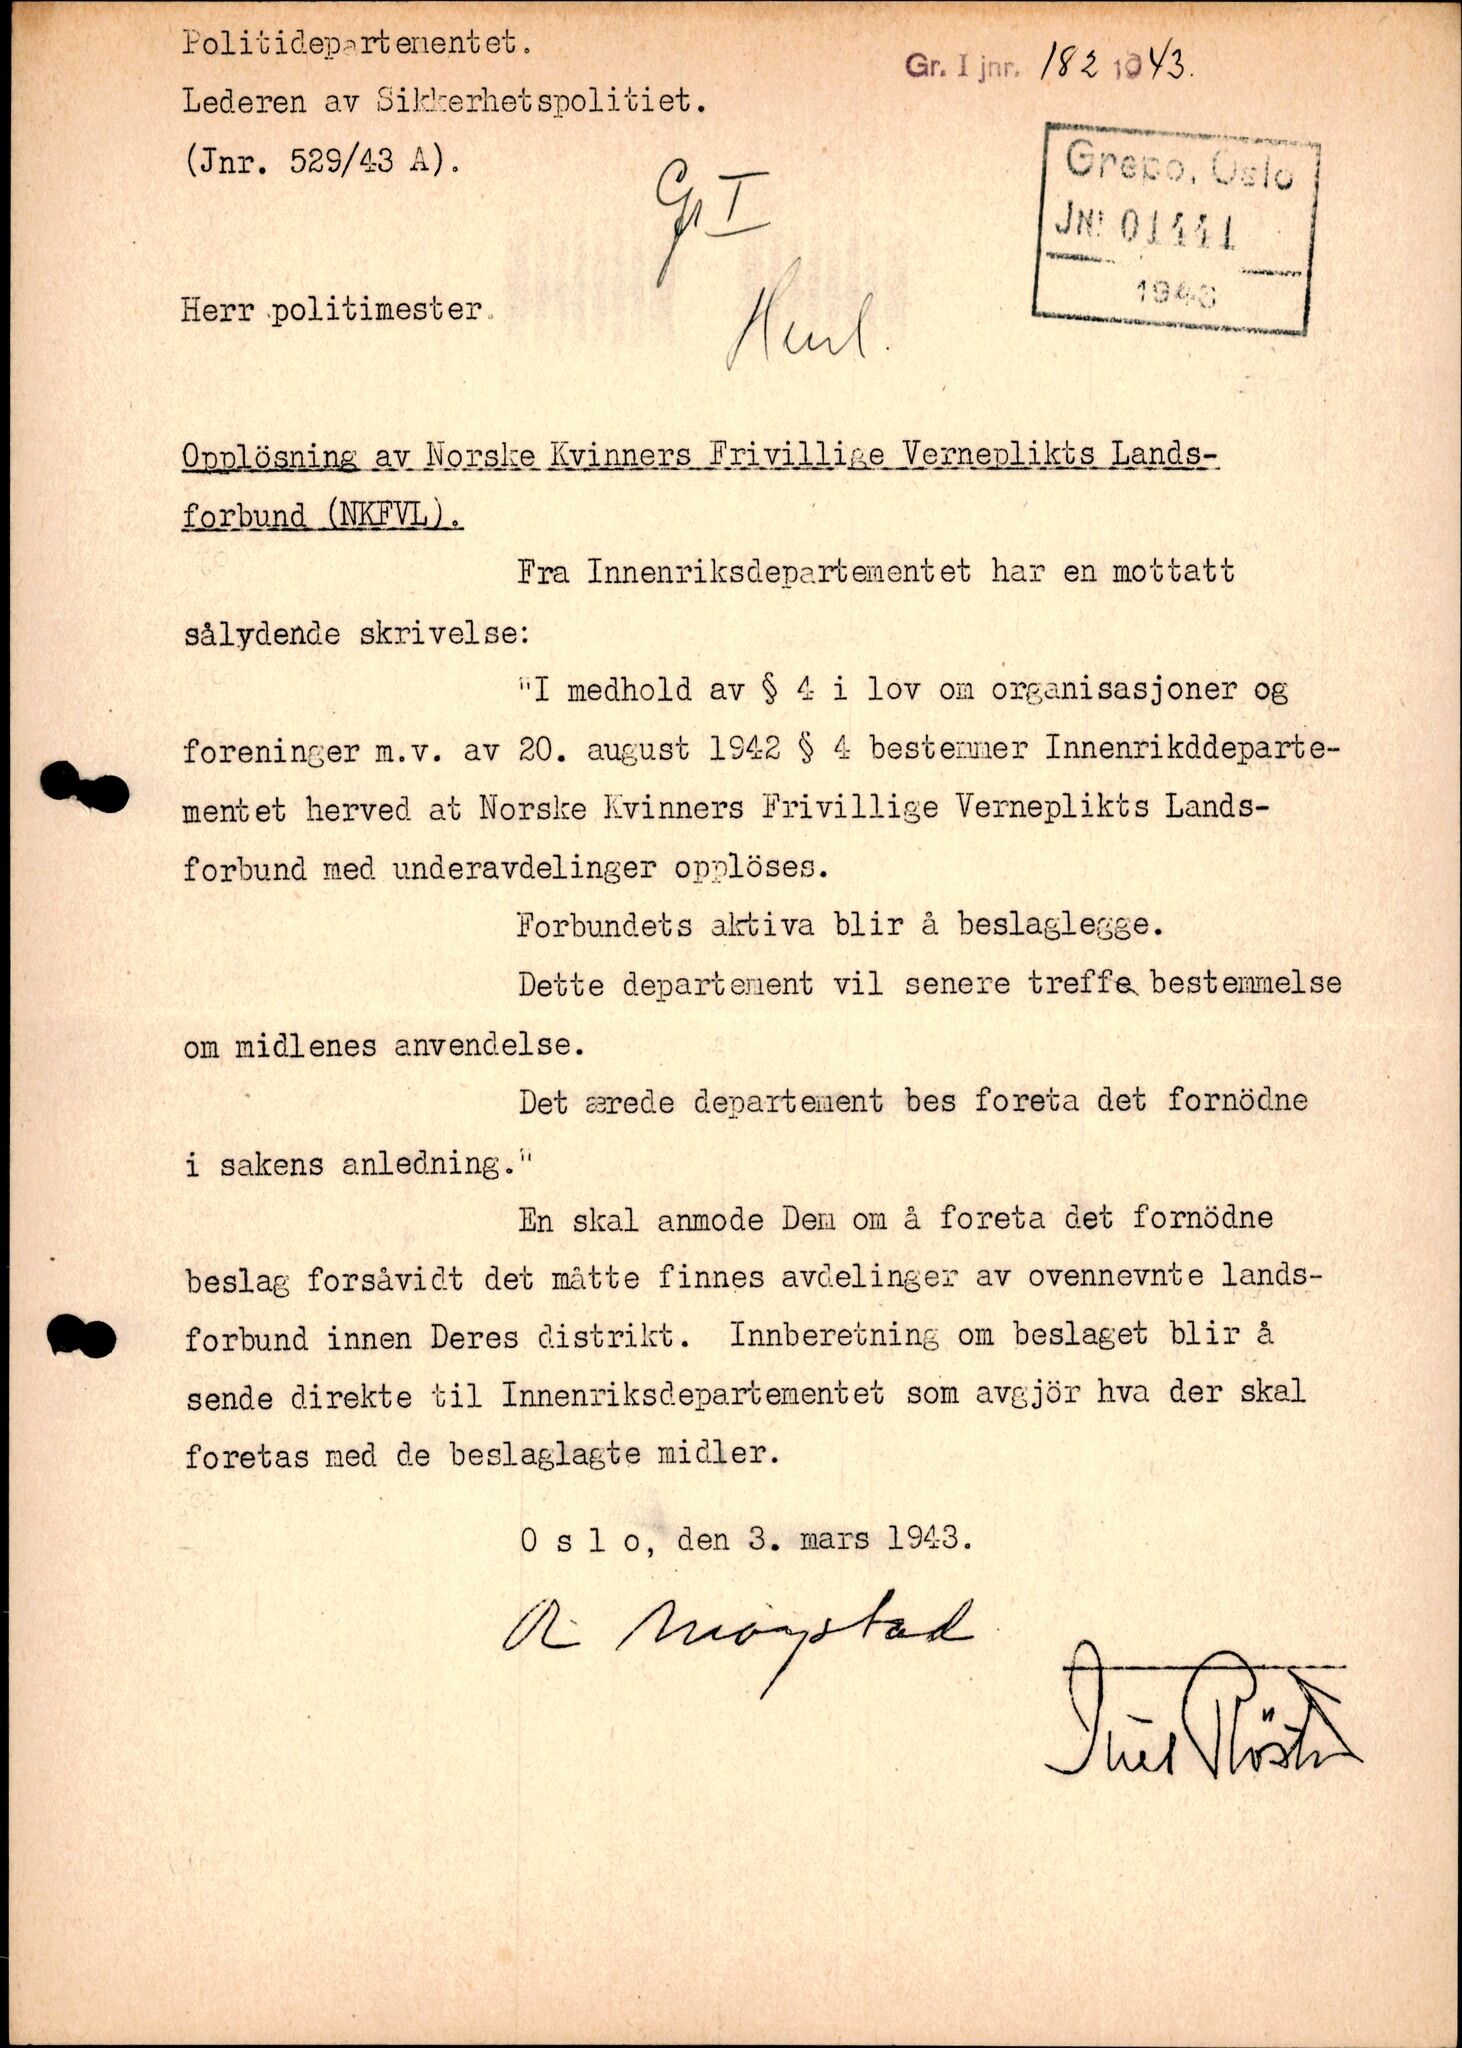 Politidepartementet.
Gr. I jnr. 182 1943.
Lederen av Sikkerhetspolitiet.
(Jnr. 529/43 A).
Grepo, Oslo
JNr 01441
1943
Gr I
Herr politimester.
Opplösning av Norske Kvinners Frivillige Verneplikts Lands-
forbund (NKFVL).
Fra Innenriksdepartementet har en mottatt
sålydende skrivelse:
"I medhold av § 4 i lov om organisasjoner og
foreninger m.v. av 20. august 1942 § 4 bestemmer Innenrikddeparte-
mentet herved at Norske Kvinners Frivillige Verneplikts Lands-
forbund med underavdelinger opplöses.
Forbundets aktiva blir å beslaglegge.
Dette departement vil senere treffe bestemmelse
om midlenes anvendelse.
Det ærede departement bes foreta det fornödne
i sakens anledning."
En skal anmode Dem om å foreta det fornödne
beslag forsåvidt det måtte finnes avdelinger av ovennevnte lands-
forbund innen Deres distrikt. Innberetning om beslaget blir å
sende direkte til Innenriksdepartementet som avgjör hva der skal
foretas med de beslaglagte midler.
O s l o, den 3. mars 1943.